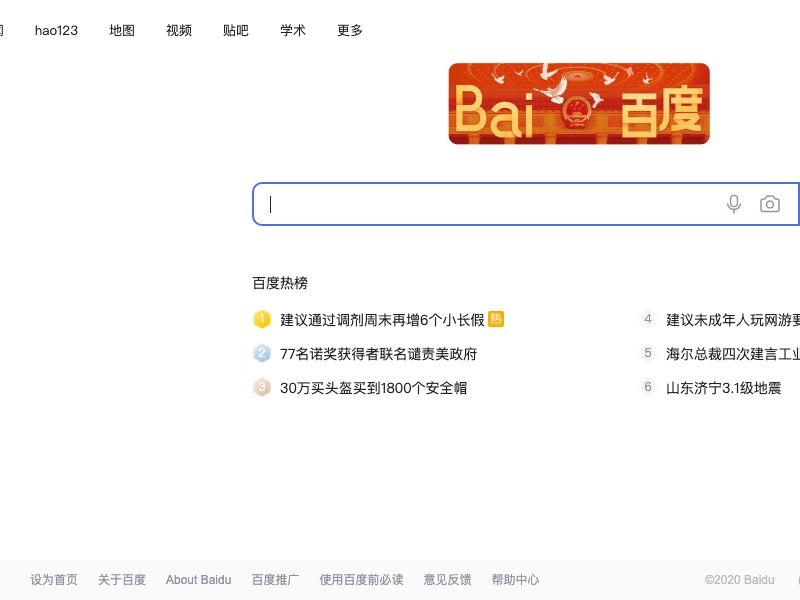 hao123 地图 视频 贴吧 学术 更多
Bai 百度
百度热榜
1 建议通过调剂周末再增6个小长假 热
4 建议未成年人玩网游
2 77名诺奖获得者联名谴责美政府
5 海尔总裁四次建言工业
3 30万买头盔买到1800个安全帽
6 山东济宁3.1级地震
设为首页 关于百度 About Baidu 百度推广 使用百度前必读 意见反馈 帮助中心 ©2020 Baidu